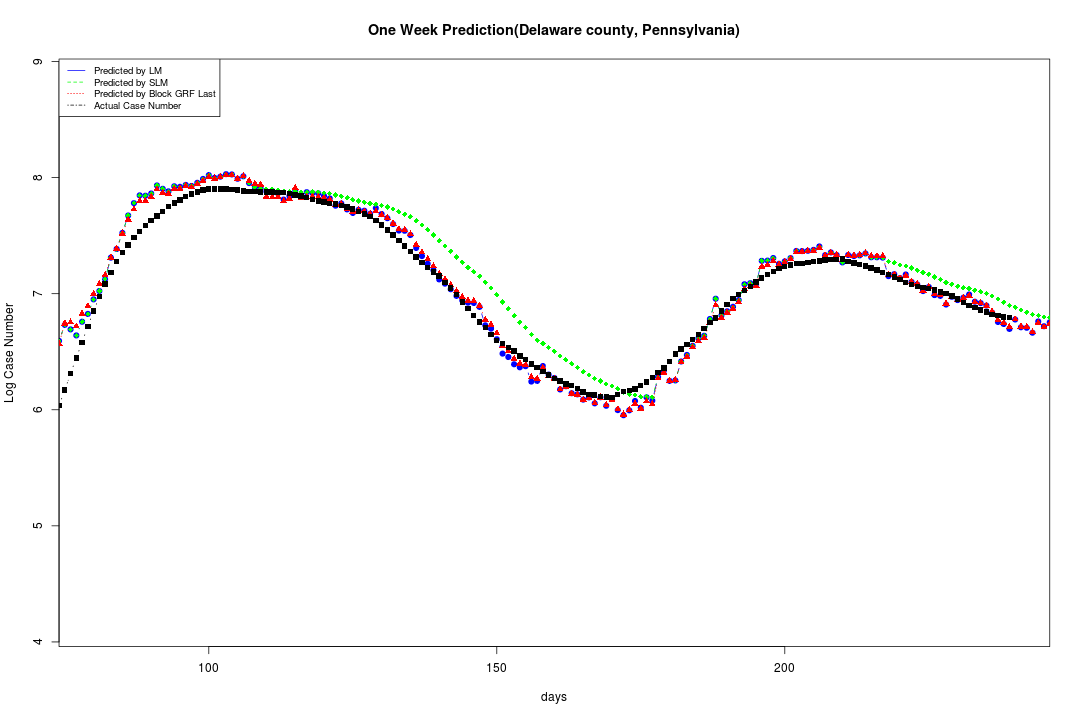 One Week Prediction(Delaware county, Pennsylvania)
9
Predicted by LM
Predicted by SLM
Predicted by Block GRF Last
Actual Case Number
8
7
6
5
4
Log Case Number
100
150
200
days